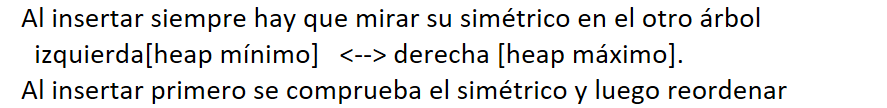 Al insertar siempre hay que mirar su simétrico en el otro árbol
izquierda[heap mínimo] <--> derecha [heap máximo].
Al insertar primero se comprueba el simétrico y luego reordenar